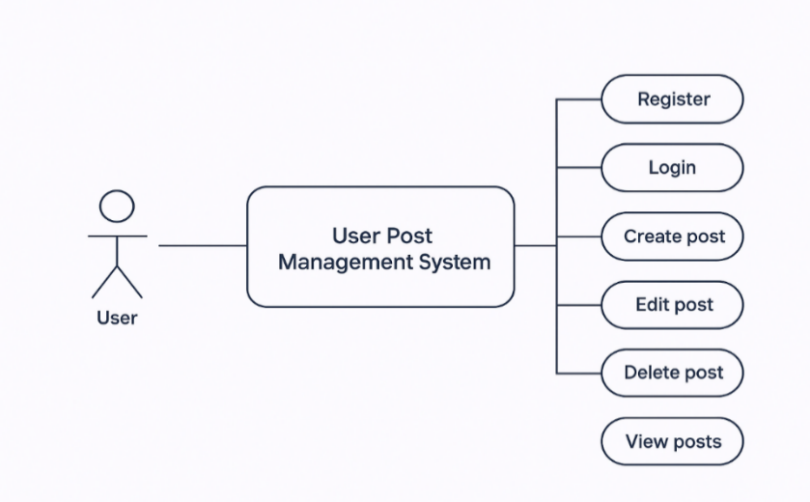 User
User Post
Management System
Register
Login
Create post
Edit post
Delete post
View posts